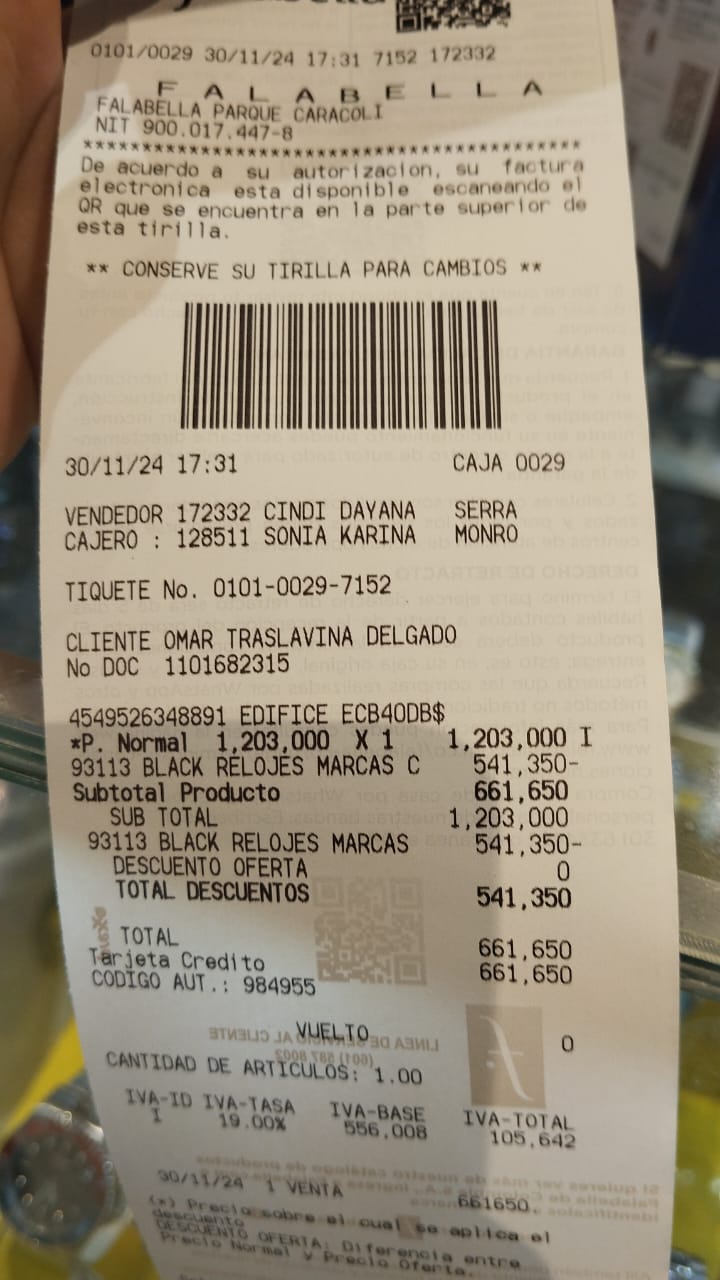 0101/0029 30/11/24 17:31 7152 172332
F A L A B E L L A
FALABELLA PARQUE CARACOLI
NIT 900.017.447-8
******************************************
De acuerdo a su autorizacion, su factura
electronica esta disponible escaneando el
QR que se encuentra en la parte superior de
esta tirilla.
** CONSERVE SU TIRILLA PARA CAMBIOS **
30/11/24 17:31 CAJA 0029
VENDEDOR 172332 CINDI DAYANA SERRA
CAJERO : 128511 SONIA KARINA MONRO
TIQUETE No. 0101-0029-7152
CLIENTE OMAR TRASLAVINA DELGADO
No DOC 1101682315
4549526348891 EDIFICE ECB40DB$
*P. Normal 1,203,000 X 1 1,203,000 I
93113 BLACK RELOJES MARCAS C 541,350-
Subtotal Producto 661,650
SUB TOTAL 1,203,000
93113 BLACK RELOJES MARCAS 541,350-
DESCUENTO OFERTA 0
TOTAL DESCUENTOS 541,350
TOTAL 661,650
Tarjeta Credito 661,650
CODIGO AUT.: 984955
VUELTO 0
CANTIDAD DE ARTICULOS: 1.00
IVA-ID IVA-TASA IVA-BASE IVA-TOTAL
I 19.00% 556,008 105,642
30/11/24 1 VENTA 661650.
(*) Precio sobre el cual se aplica el
descuento
DESCUENTO OFERTA: Diferencia entre
Precio Normal y Precio Oferta.